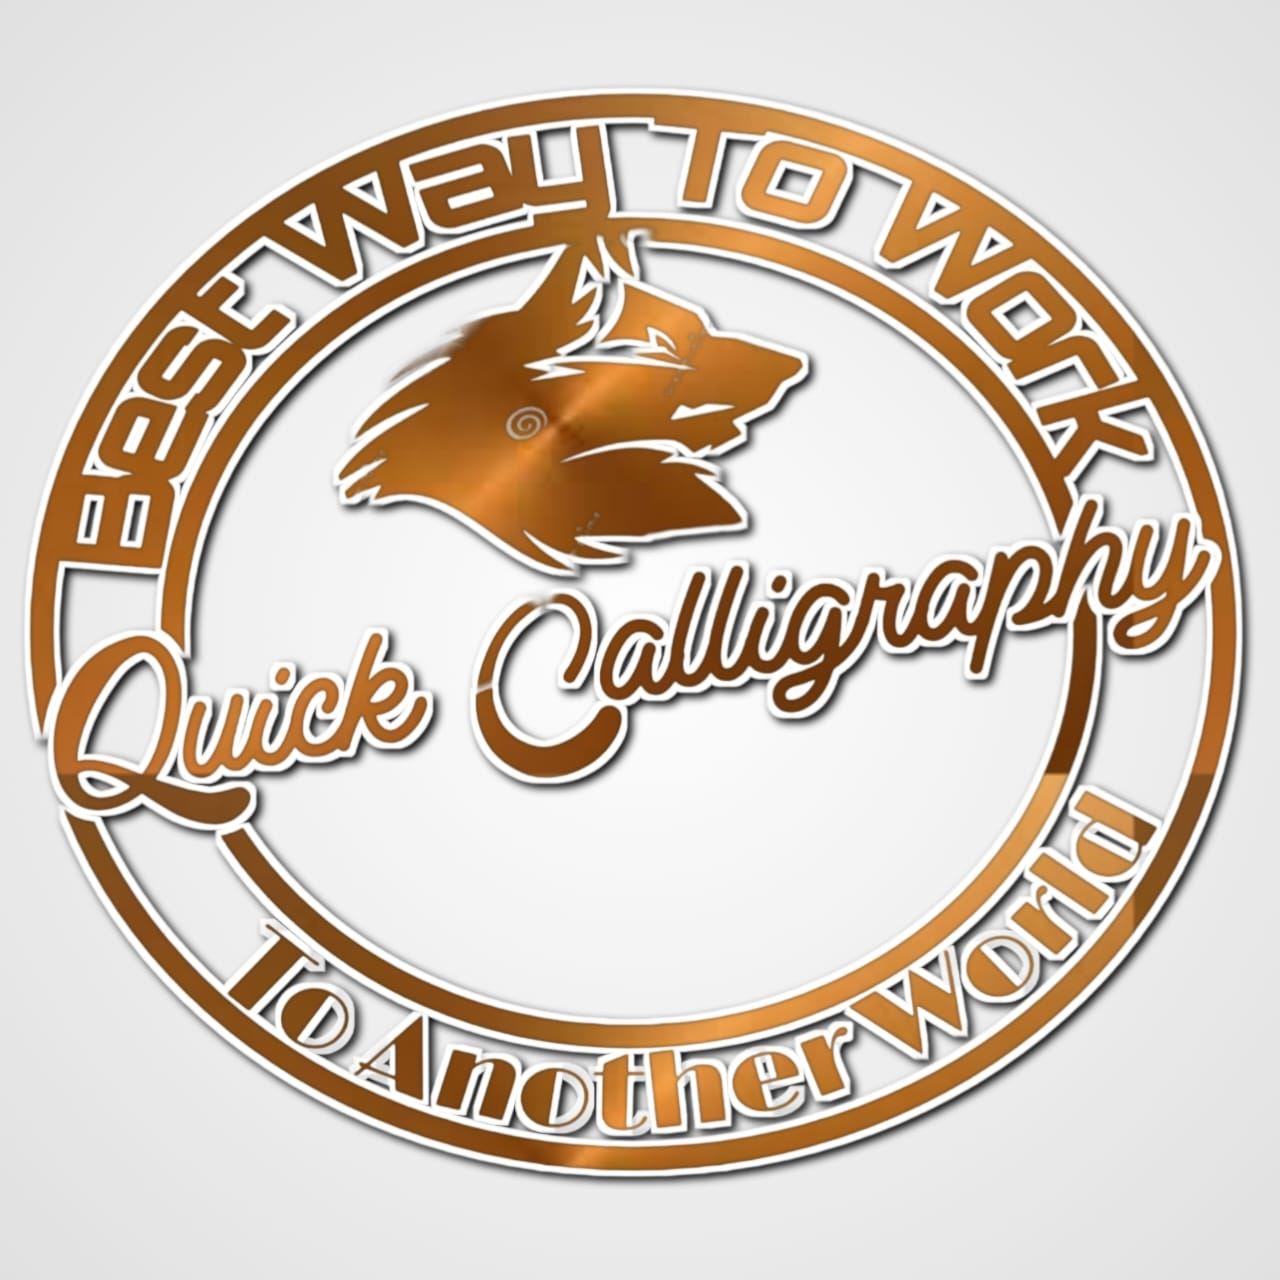 Best Way To Work
Quick Calligraphy
To Another World